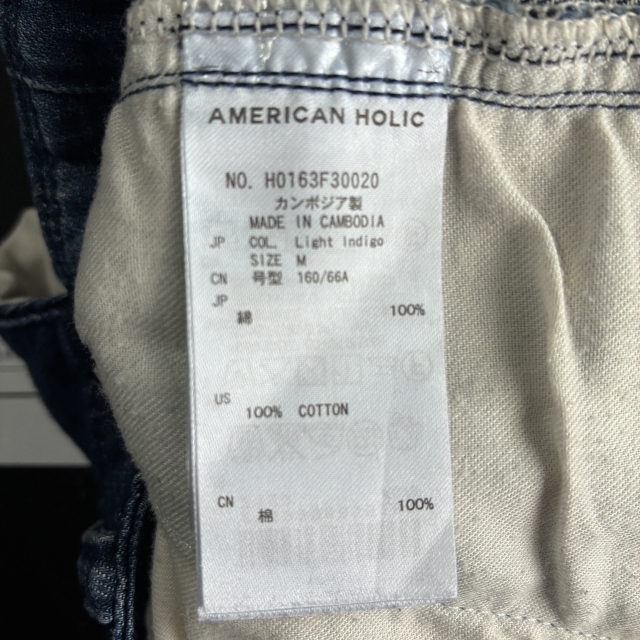 AMERICAN HOLIC
NO. H0163F30020
カンボジア製
MADE IN CAMBODIA
JP COL. Light Indigo
SIZE M
CN 号型 160/66A
JP
綿 100%
US
100% COTTON
CN 棉 100%